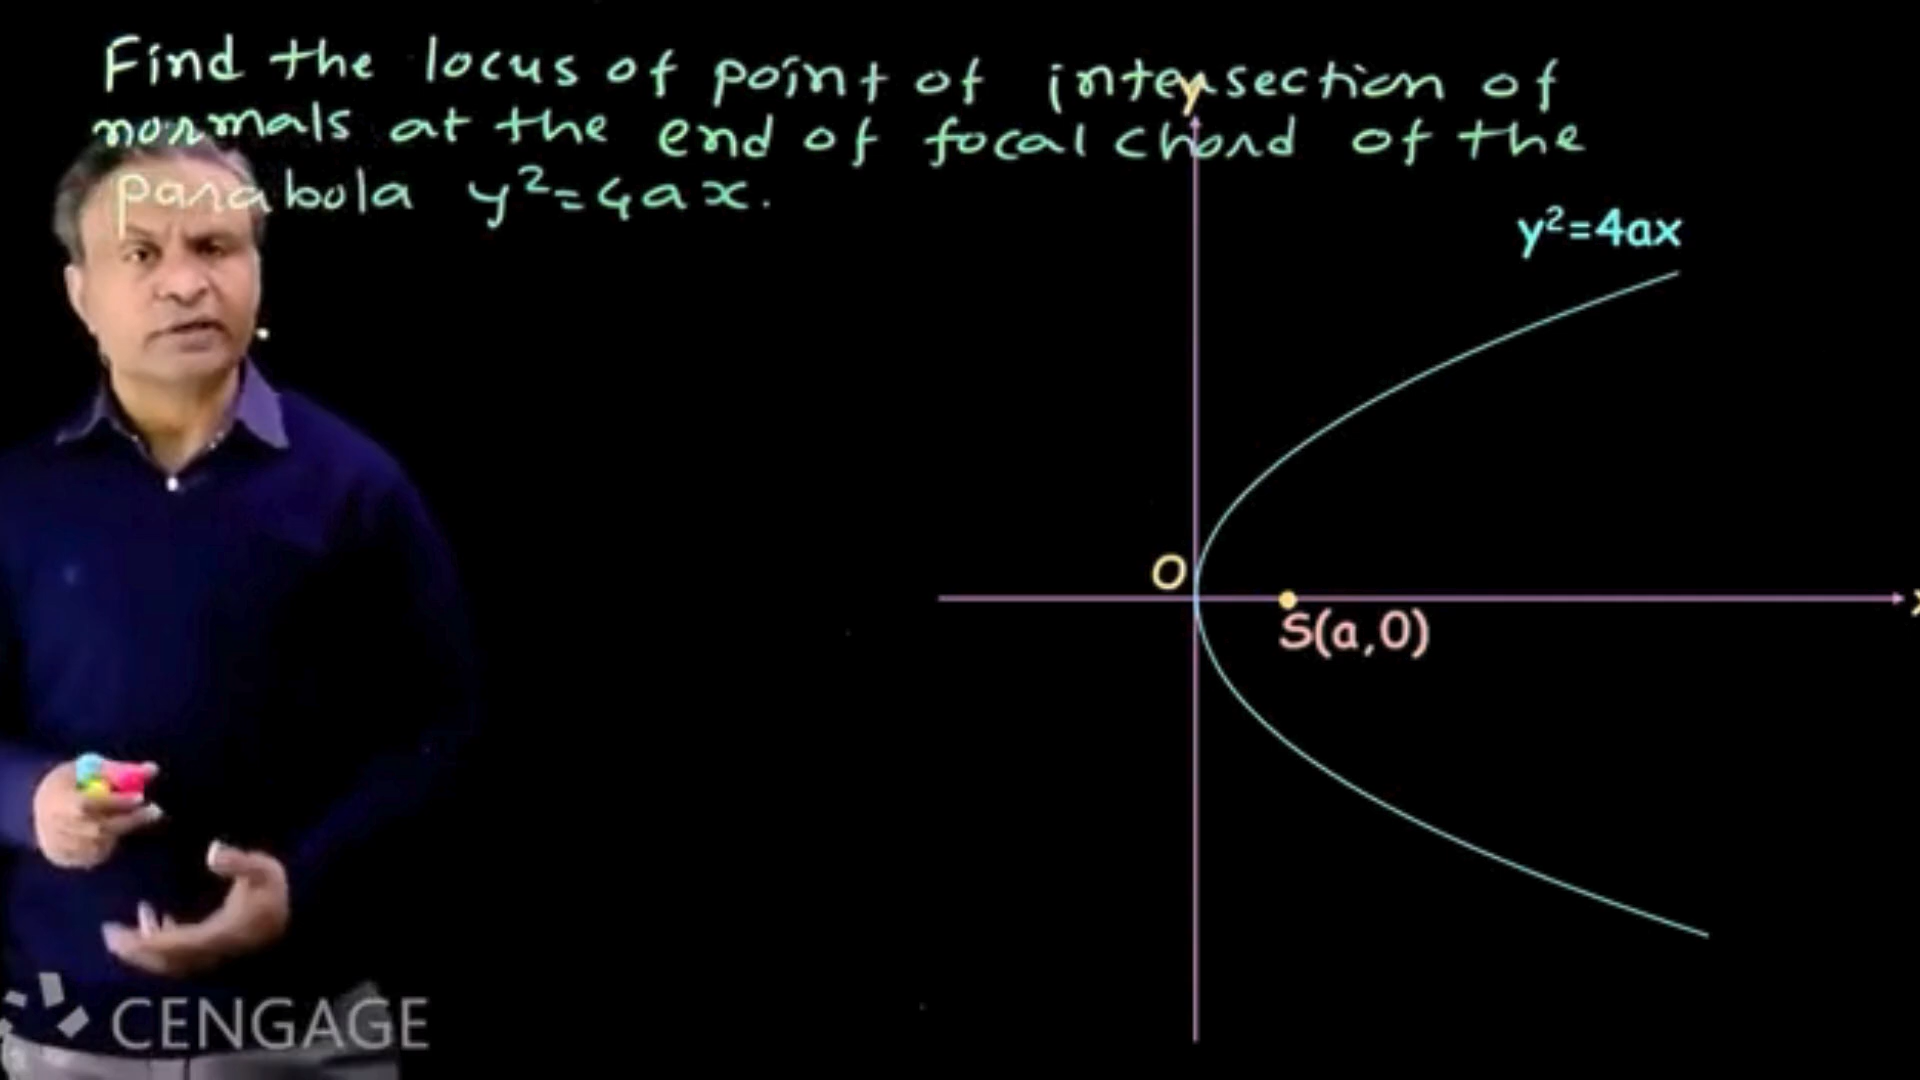 Find the locus of point of intersection of
normals at the end of focal chord of the
parabola y²=4ax.
y
y²=4ax
O
S(a,0)
x
CENGAGE